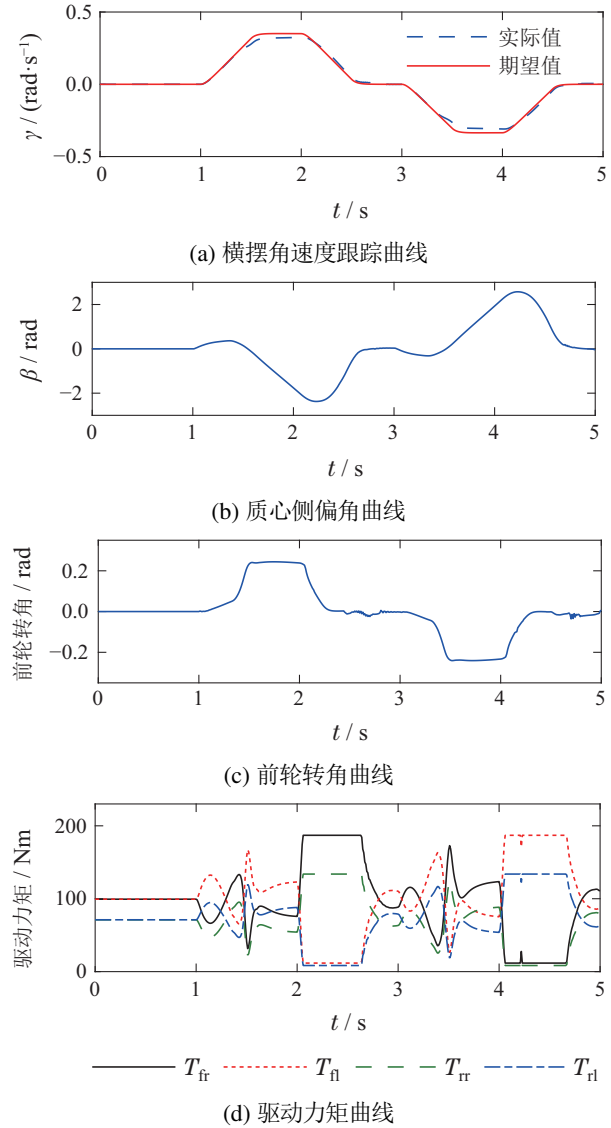 0.5
0.0
−0.5
γ / (rad·s⁻¹)
实际值
期望值
0 1 2 3 4 5
t / s
(a) 横摆角速度跟踪曲线
2
0
−2
β / rad
0 1 2 3 4 5
t / s
(b) 质心侧偏角曲线
0.2
0.0
−0.2
前轮转角 / rad
0 1 2 3 4 5
t / s
(c) 前轮转角曲线
200
100
0
驱动力矩 / Nm
0 1 2 3 4 5
t / s
T_fr T_fl T_rr T_rl
(d) 驱动力矩曲线